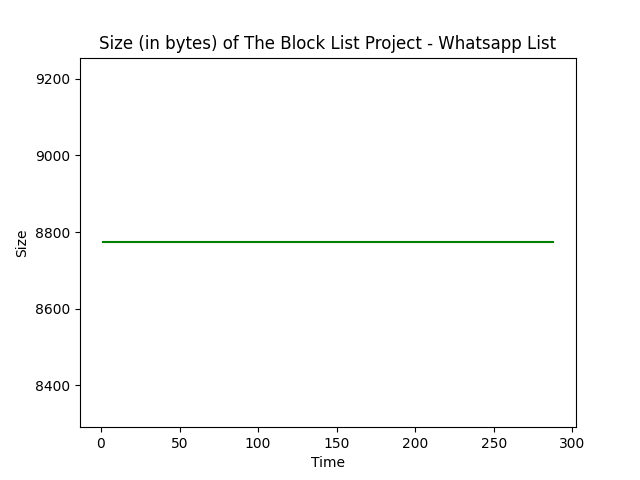 Size (in bytes) of The Block List Project - Whatsapp List
9200
9000
8800
8600
8400
Size
0 50 100 150 200 250 300
Time